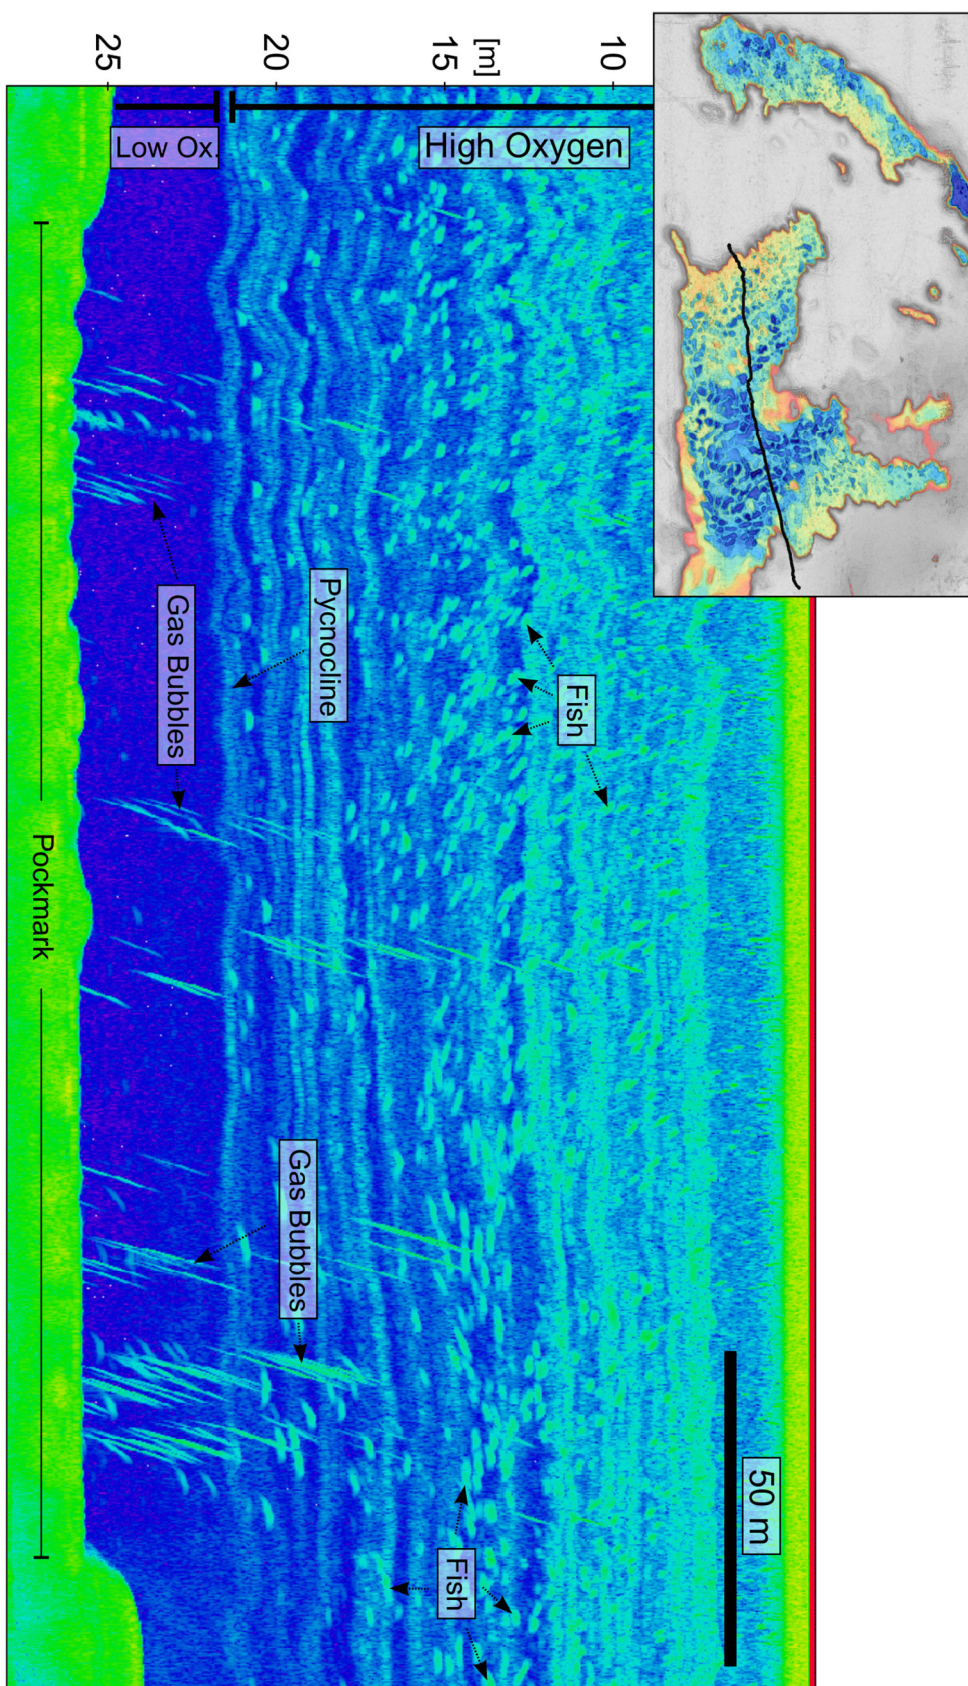 10
15
20
25
[m]
High Oxygen
Low Ox.
Fish
Pycnocline
Gas Bubbles
Gas Bubbles
Fish
50 m
Pockmark